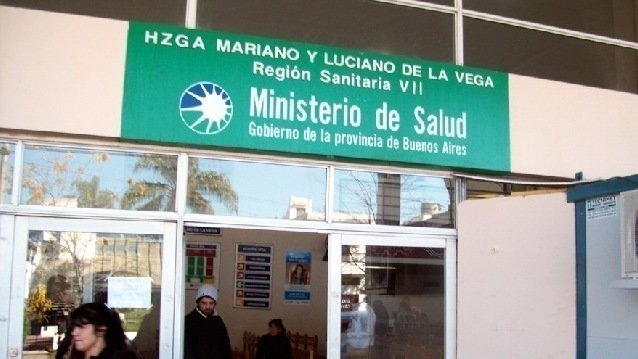 HZGA MARIANO Y LUCIANO DE LA VEGA
Región Sanitaria VII
Ministerio de Salud
Gobierno de la provincia de Buenos Aires